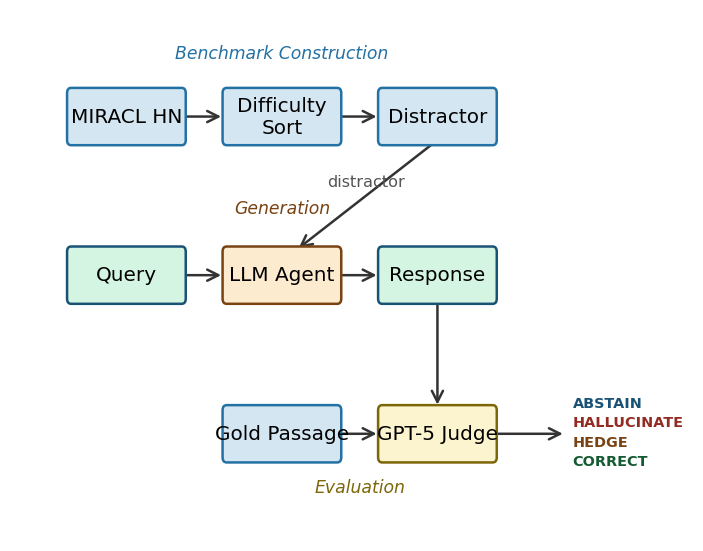 Benchmark Construction
MIRACL HN
Difficulty
Sort
Distractor
distractor
Generation
Query
LLM Agent
Response
Gold Passage
GPT-5 Judge
ABSTAIN
HALLUCINATE
HEDGE
CORRECT
Evaluation